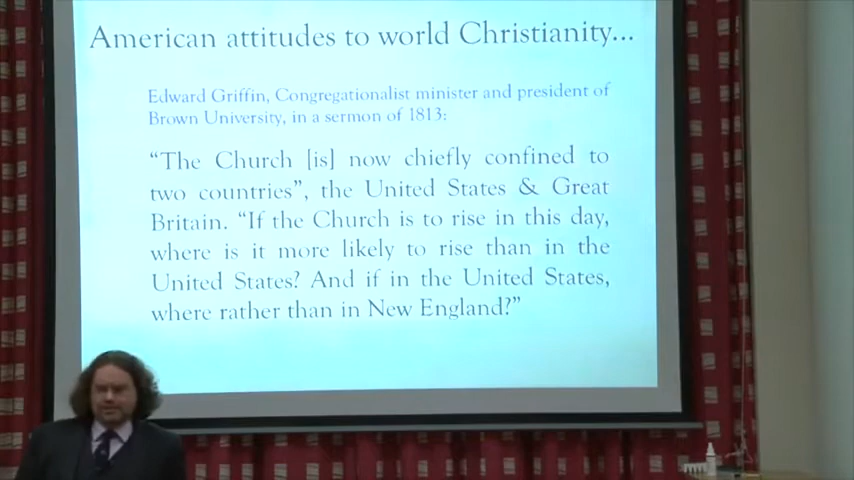 American attitudes to world Christianity...
Edward Griffin, Congregationalist minister and president of
Brown University, in a sermon of 1813:
“The Church [is] now chiefly confined to
two countries”, the United States & Great
Britain. “If the Church is to rise in this day,
where is it more likely to rise than in the
United States? And if in the United States,
where rather than in New England?”